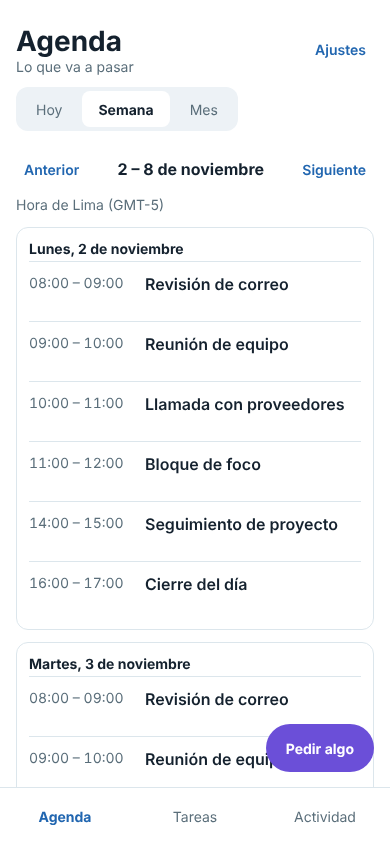 Agenda
Lo que va a pasar
Ajustes
Hoy
Semana
Mes
Anterior
2 – 8 de noviembre
Siguiente
Hora de Lima (GMT-5)
Lunes, 2 de noviembre
08:00 – 09:00 Revisión de correo
09:00 – 10:00 Reunión de equipo
10:00 – 11:00 Llamada con proveedores
11:00 – 12:00 Bloque de foco
14:00 – 15:00 Seguimiento de proyecto
16:00 – 17:00 Cierre del día
Martes, 3 de noviembre
08:00 – 09:00 Revisión de correo
09:00 – 10:00 Reunión de
Pedir algo
Agenda
Tareas
Actividad